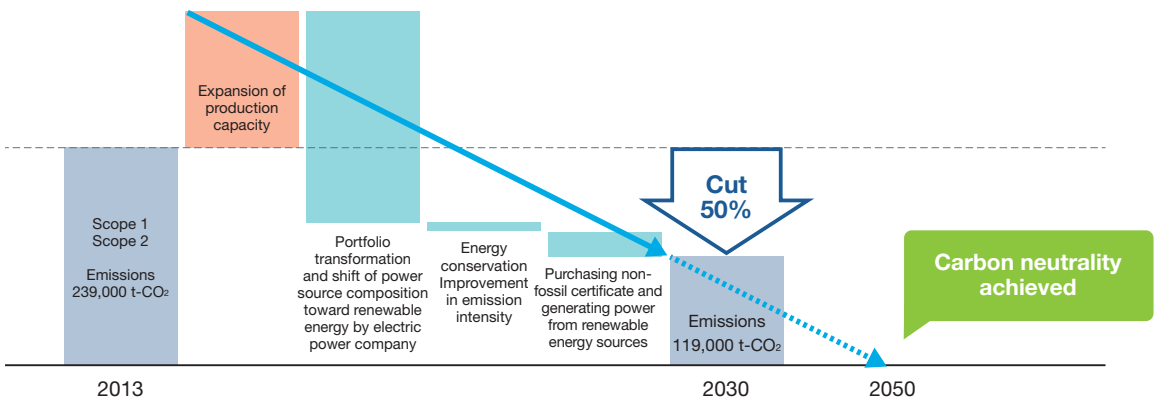 Expansion of
production
capacity
Scope 1
Scope 2
Emissions
239,000 t-CO₂
Portfolio
transformation
and shift of power
source composition
toward renewable
energy by electric
power company
Energy
conservation
Improvement
in emission
intensity
Purchasing non-
fossil certificate and
generating power
from renewable
energy sources
Cut
50%
Emissions
119,000 t-CO₂
Carbon neutrality
achieved
2013
2030
2050